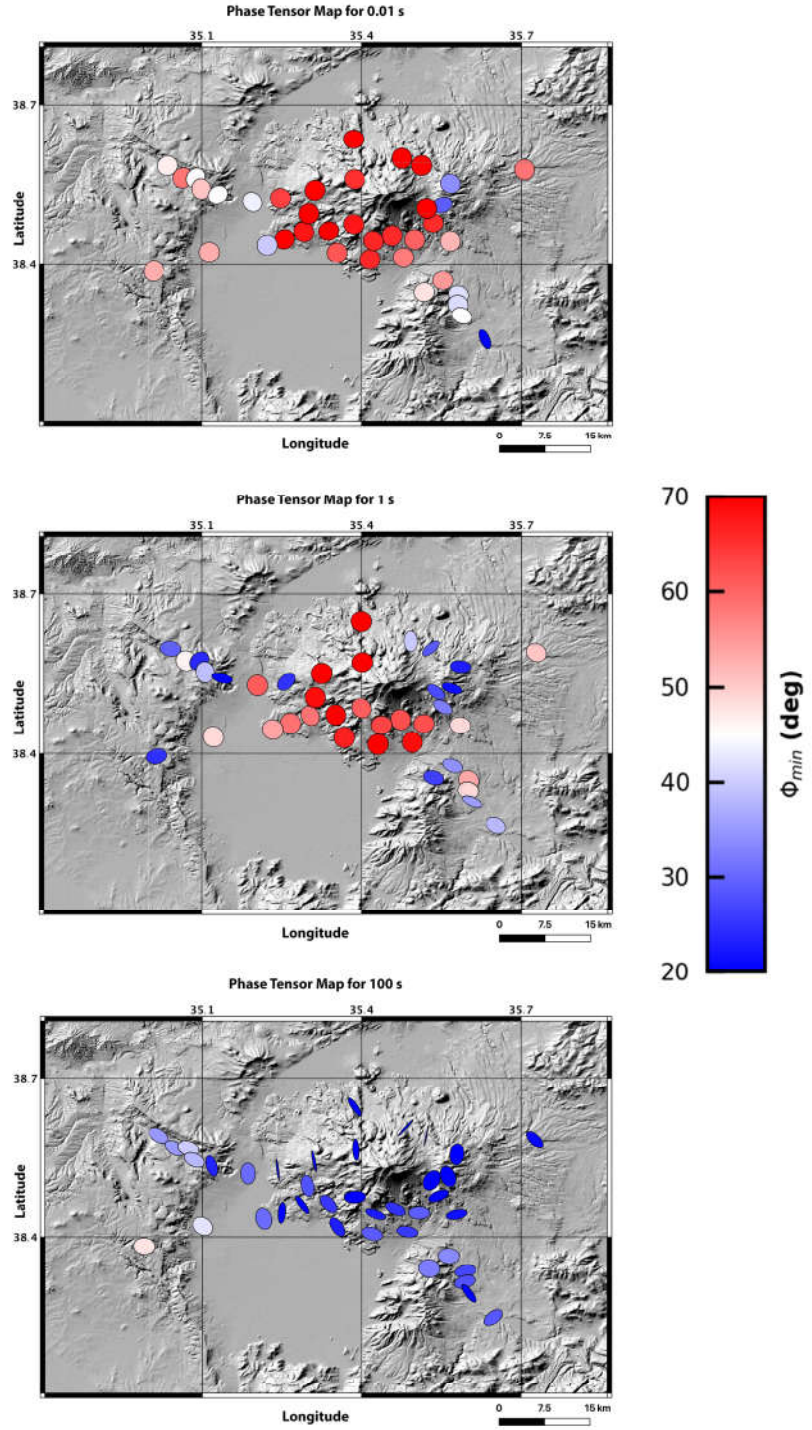 Phase Tensor Map for 0.01 s
35.1 35.4 35.7
38.7
Latitude
38.4
Longitude
0 7.5 15 km
Phase Tensor Map for 1 s
35.1 35.4 35.7
38.7
Latitude
38.4
Longitude
0 7.5 15 km
70
60
50
40
30
20
Φmin (deg)
Phase Tensor Map for 100 s
35.1 35.4 35.7
38.7
Latitude
38.4
Longitude
0 7.5 15 km